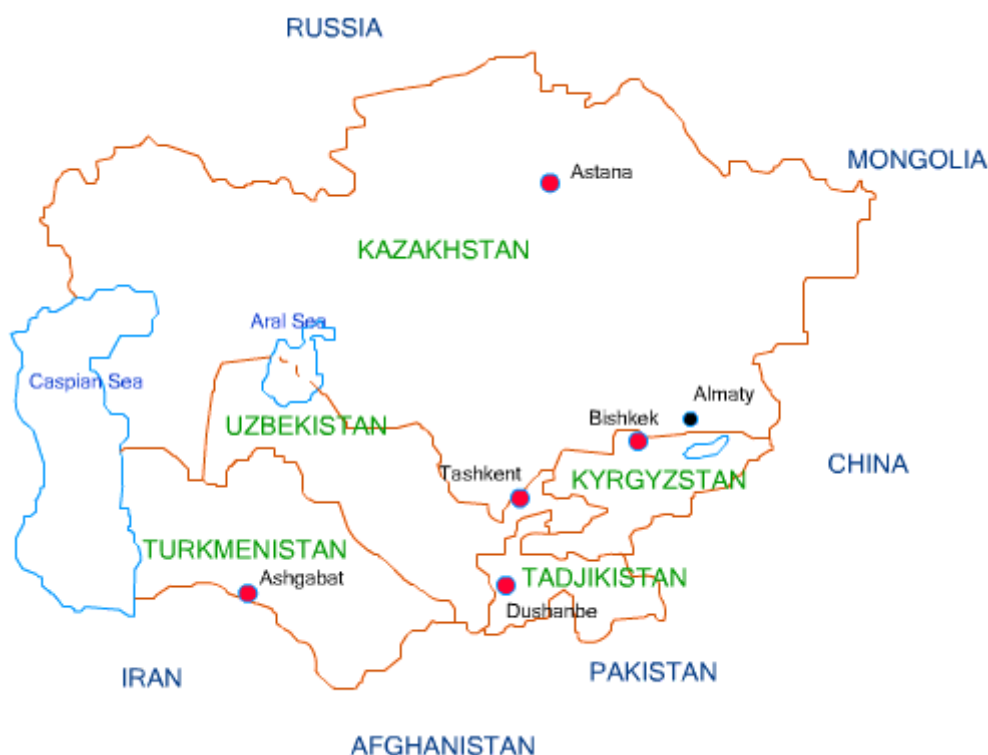 RUSSIA
MONGOLIA
Astana
KAZAKHSTAN
Aral Sea
Caspian Sea
Almaty
Bishkek
UZBEKISTAN
CHINA
Tashkent
KYRGYZSTAN
TURKMENISTAN
Ashgabat
TADJIKISTAN
Dushanbe
PAKISTAN
IRAN
AFGHANISTAN